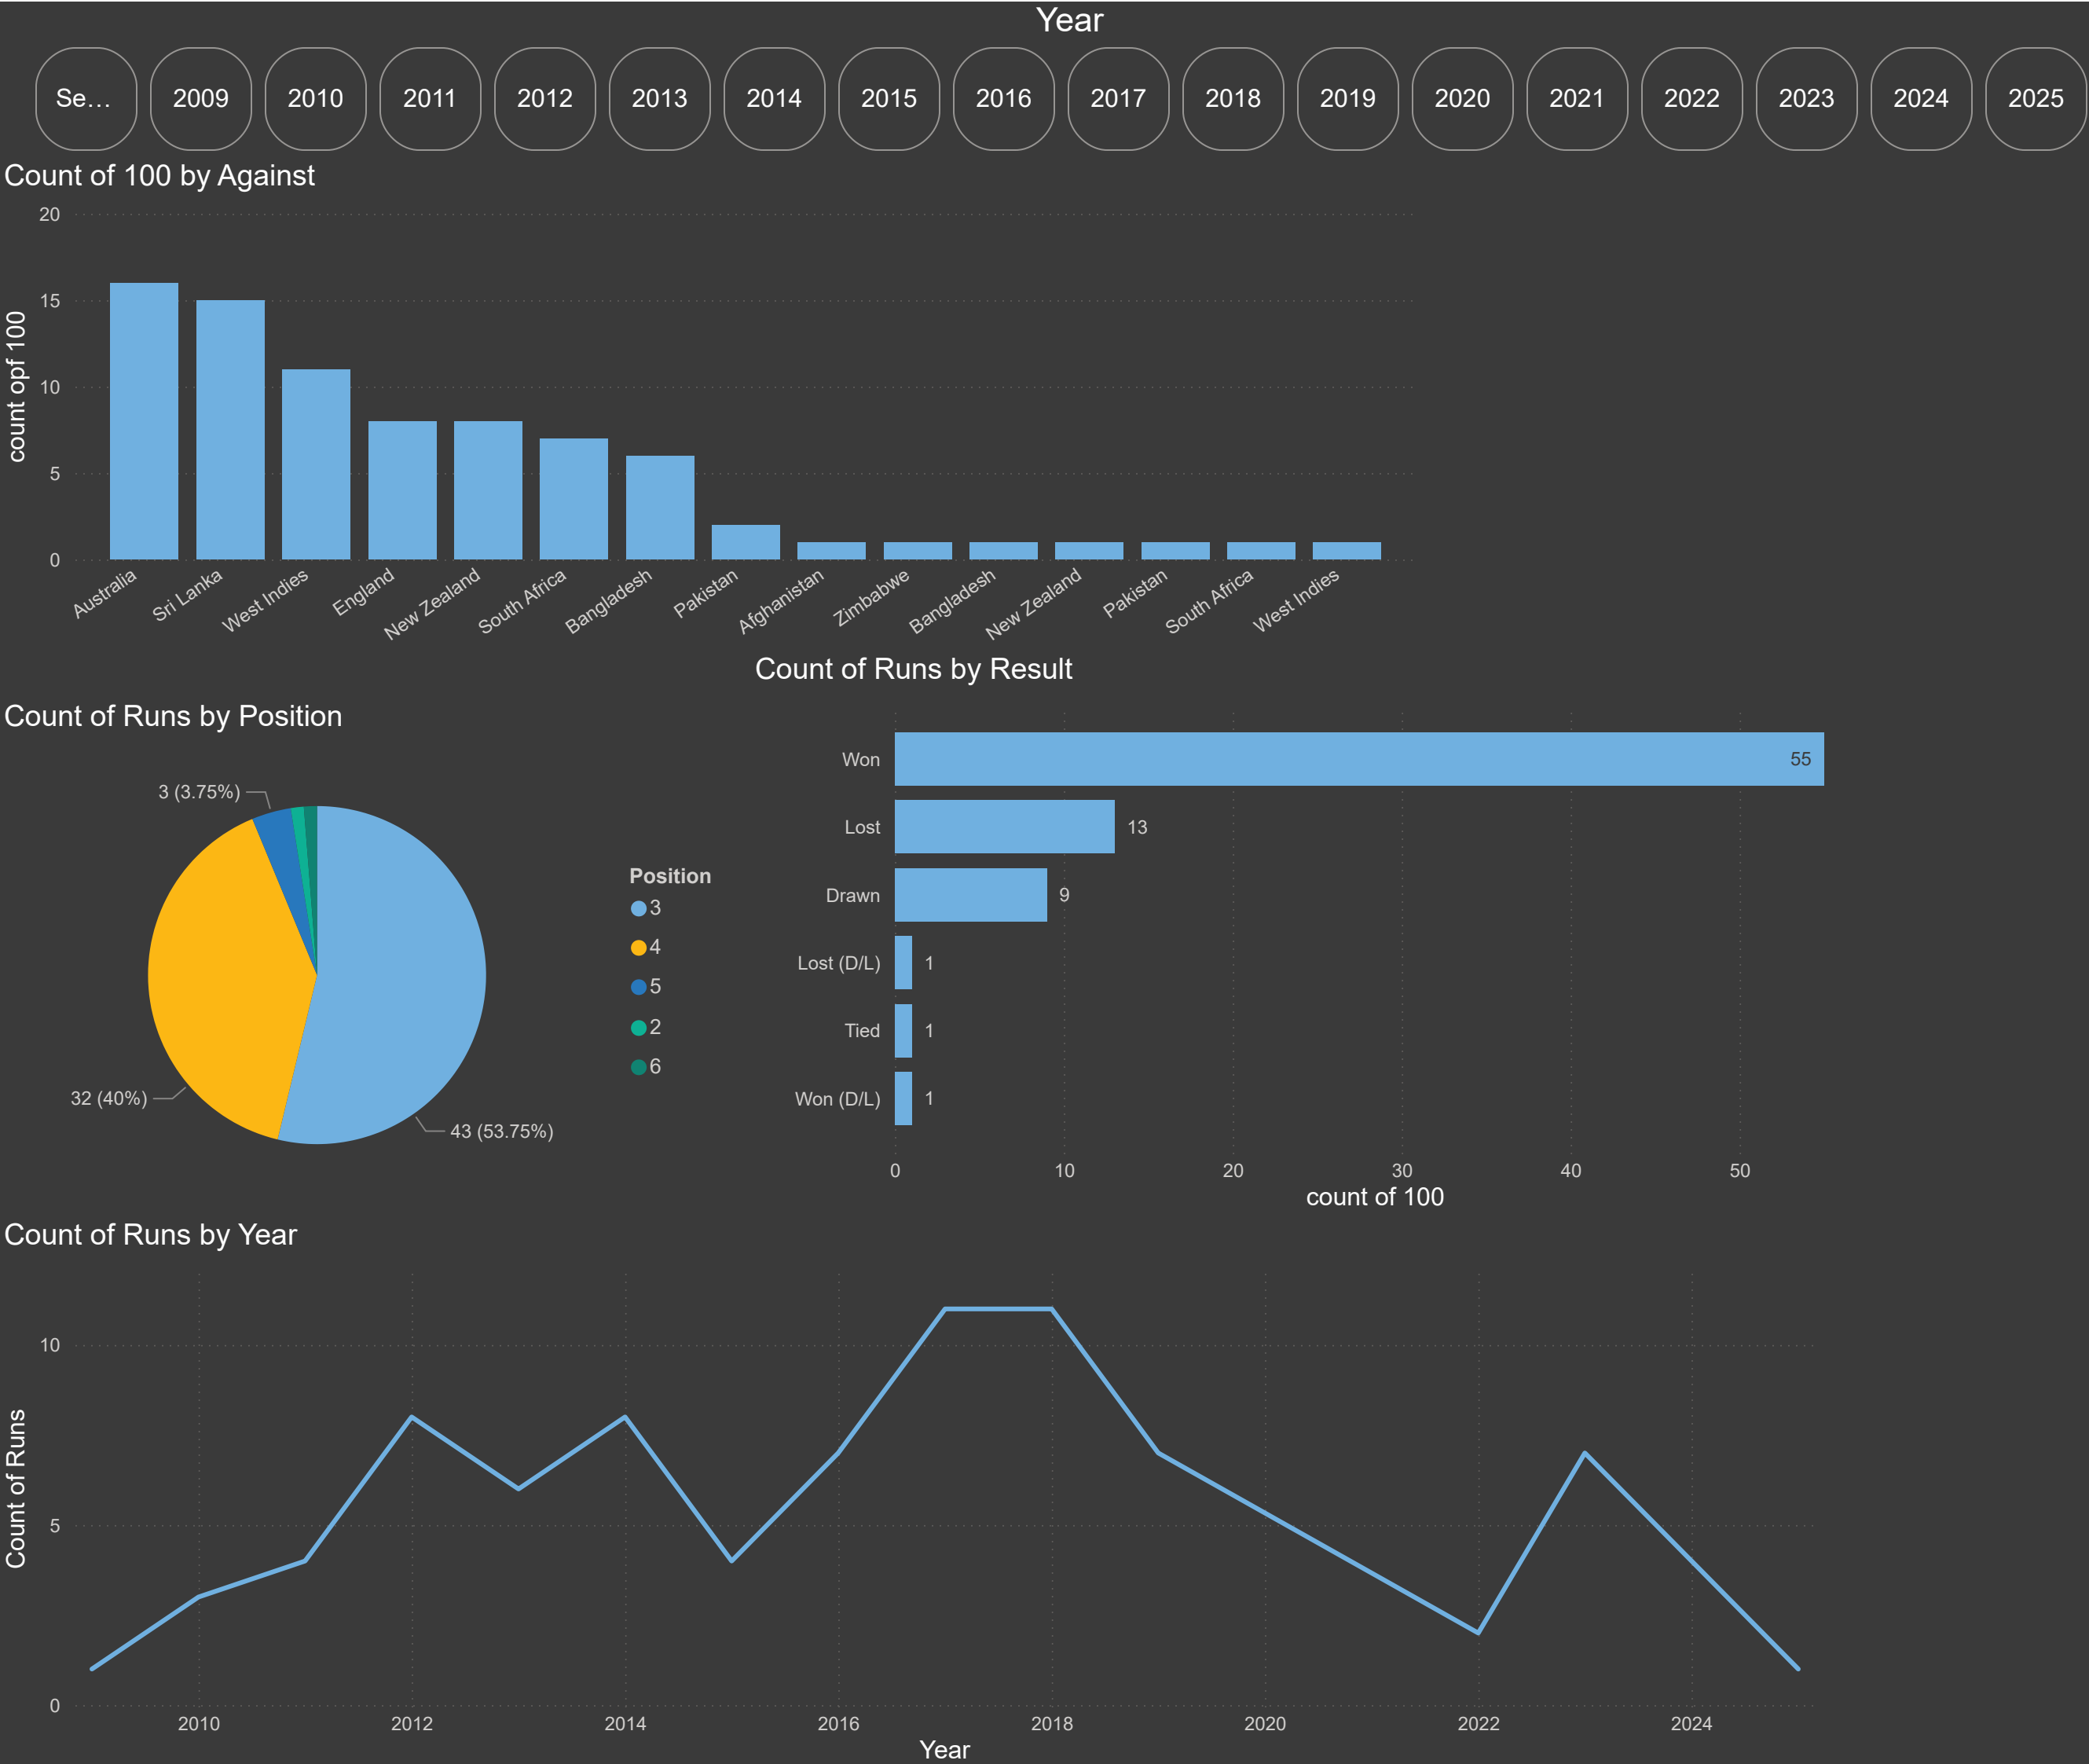 Year
Se…
2009
2010
2011
2012
2013
2014
2015
2016
2017
2018
2019
2020
2021
2022
2023
2024
2025
Count of 100 by Against
20
15
10
5
0
count opf 100
Australia
Sri Lanka
West Indies
England
New Zealand
South Africa
Bangladesh
Pakistan
Afghanistan
Zimbabwe
Bangladesh
New Zealand
Pakistan
South Africa
West Indies
Count of Runs by Position
3 (3.75%)
32 (40%)
43 (53.75%)
Position
3
4
5
2
6
Count of Runs by Result
Won
55
Lost
13
Drawn
9
Lost (D/L)
1
Tied
1
Won (D/L)
1
0
10
20
30
40
50
count of 100
Count of Runs by Year
10
5
0
Count of Runs
2010
2012
2014
2016
2018
2020
2022
2024
Year